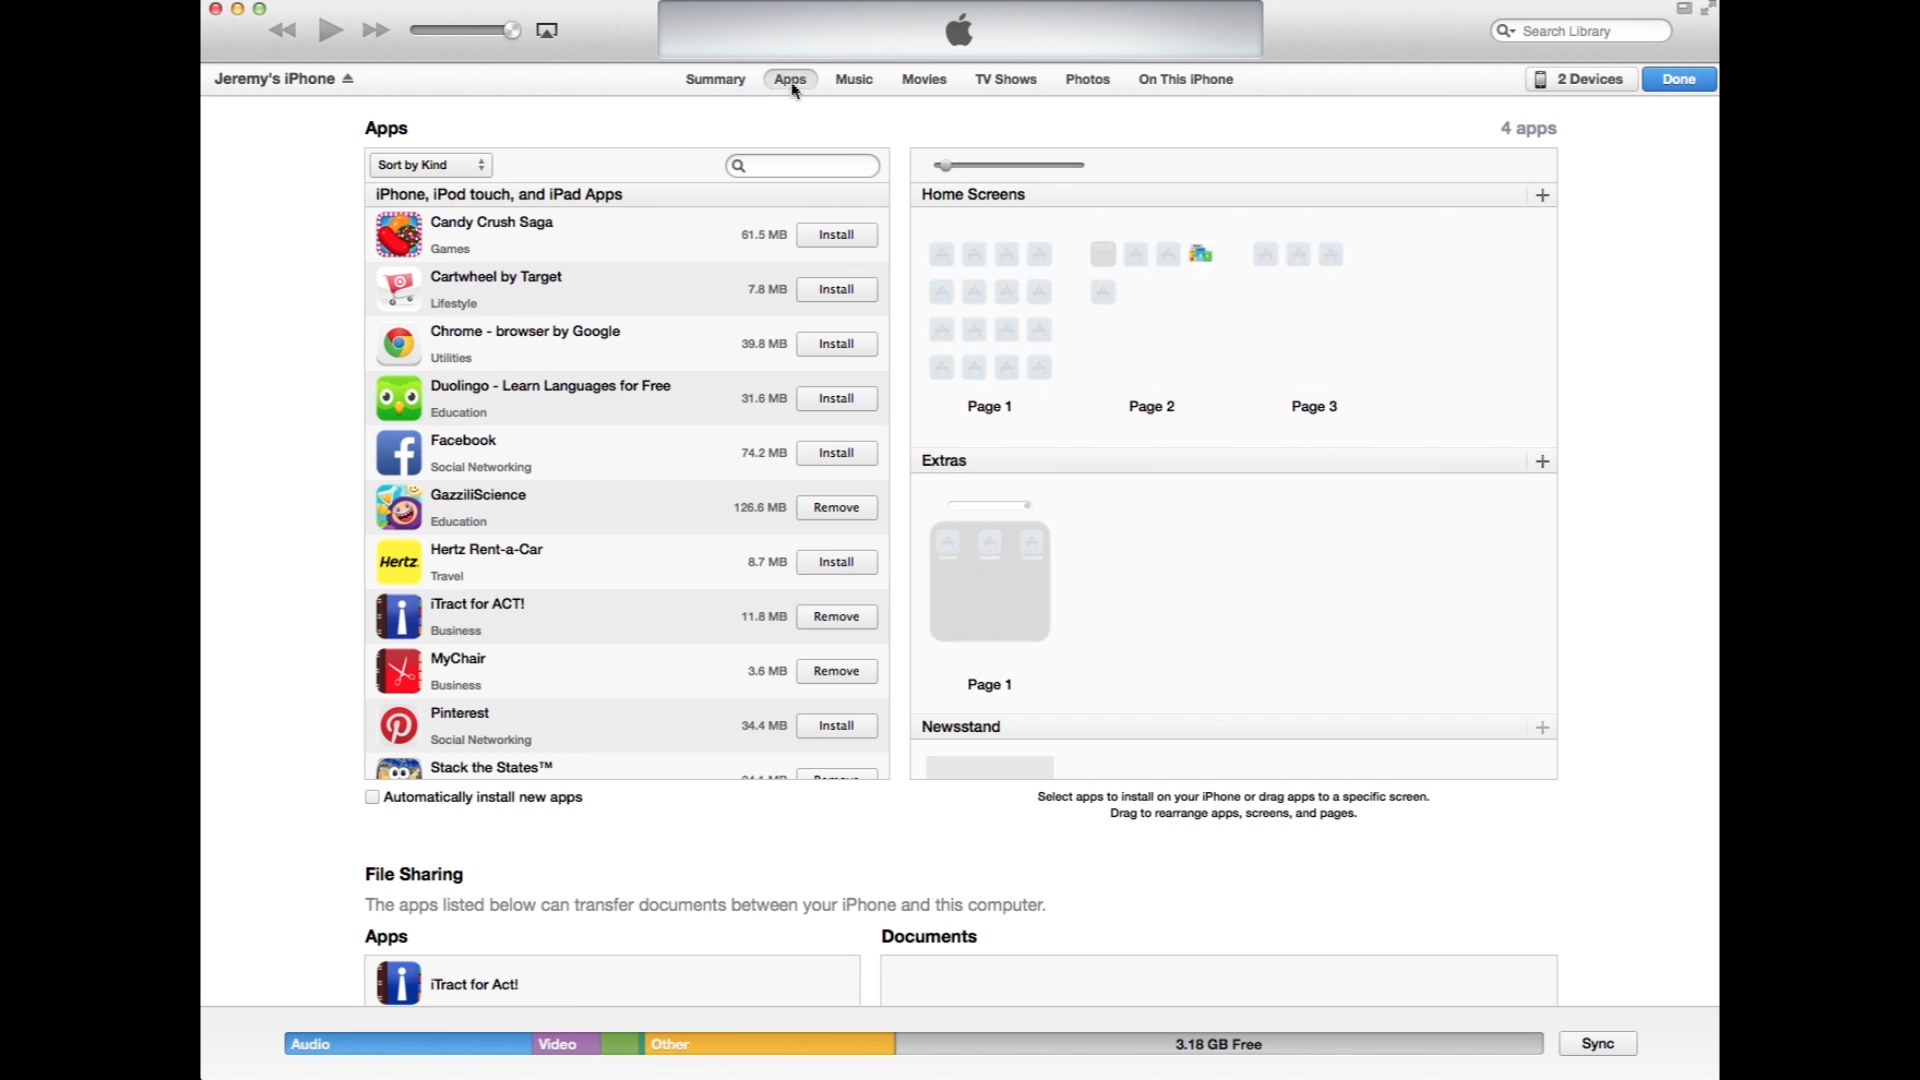 Search Library
Jeremy's iPhone
Summary
Apps
Music
Movies
TV Shows
Photos
On This iPhone
2 Devices
Done
Apps
4 apps
Sort by Kind
iPhone, iPod touch, and iPad Apps
Candy Crush Saga
Games
61.5 MB
Install
Cartwheel by Target
Lifestyle
7.8 MB
Install
Chrome - browser by Google
Utilities
39.8 MB
Install
Duolingo - Learn Languages for Free
Education
31.6 MB
Install
Facebook
Social Networking
74.2 MB
Install
GazziliScience
Education
126.6 MB
Remove
Hertz
Hertz Rent-a-Car
Travel
8.7 MB
Install
iTract for ACT!
Business
11.8 MB
Remove
MyChair
Business
3.6 MB
Remove
Pinterest
Social Networking
34.4 MB
Install
Stack the States™
Automatically install new apps
Home Screens
Page 1
Page 2
Page 3
Extras
Page 1
Newsstand
Select apps to install on your iPhone or drag apps to a specific screen.
Drag to rearrange apps, screens, and pages.
File Sharing
The apps listed below can transfer documents between your iPhone and this computer.
Apps
Documents
iTract for Act!
Audio
Video
Other
3.18 GB Free
Sync